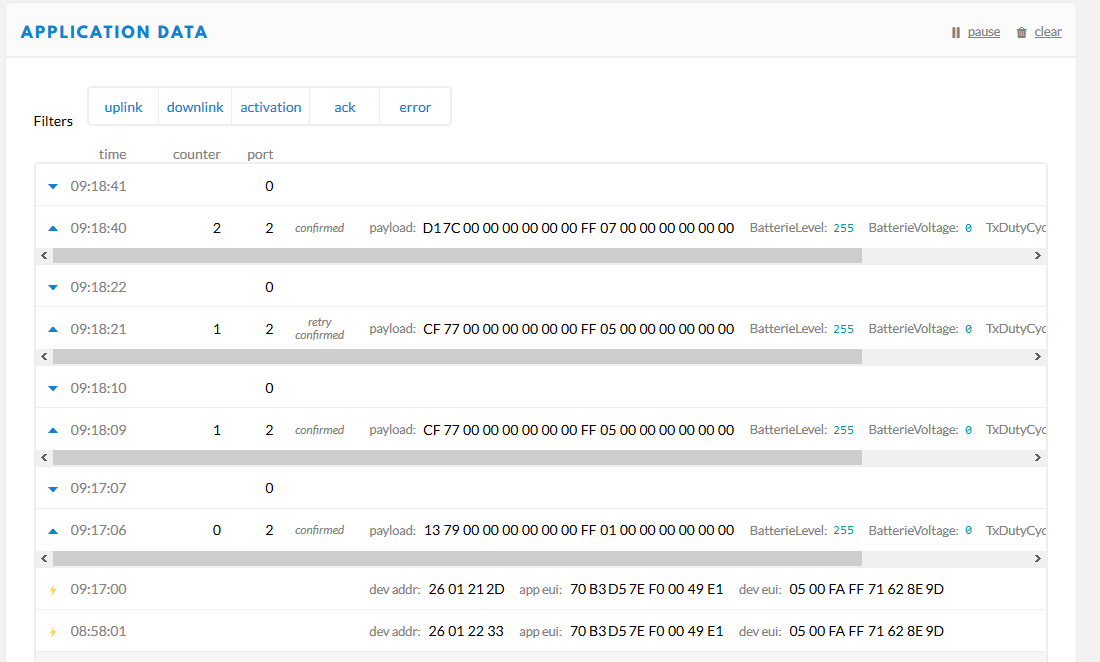 APPLICATION DATA pause clear
uplink downlink activation ack error
Filters
time counter port
09:18:41 0
09:18:40 2 2 confirmed payload: D1 7C 00 00 00 00 00 00 FF 07 00 00 00 00 00 00 BatterieLevel: 255 BatterieVoltage: 0 TxDutyCyc
09:18:22 0
09:18:21 1 2 retry confirmed payload: CF 77 00 00 00 00 00 00 FF 05 00 00 00 00 00 00 BatterieLevel: 255 BatterieVoltage: 0 TxDutyCyc
09:18:10 0
09:18:09 1 2 confirmed payload: CF 77 00 00 00 00 00 00 FF 05 00 00 00 00 00 00 BatterieLevel: 255 BatterieVoltage: 0 TxDutyCyc
09:17:07 0
09:17:06 0 2 confirmed payload: 13 79 00 00 00 00 00 00 FF 01 00 00 00 00 00 00 BatterieLevel: 255 BatterieVoltage: 0 TxDutyCyc
09:17:00 dev addr: 26 01 21 2D app eui: 70 B3 D5 7E F0 00 49 E1 dev eui: 05 00 FA FF 71 62 8E 9D
08:58:01 dev addr: 26 01 22 33 app eui: 70 B3 D5 7E F0 00 49 E1 dev eui: 05 00 FA FF 71 62 8E 9D